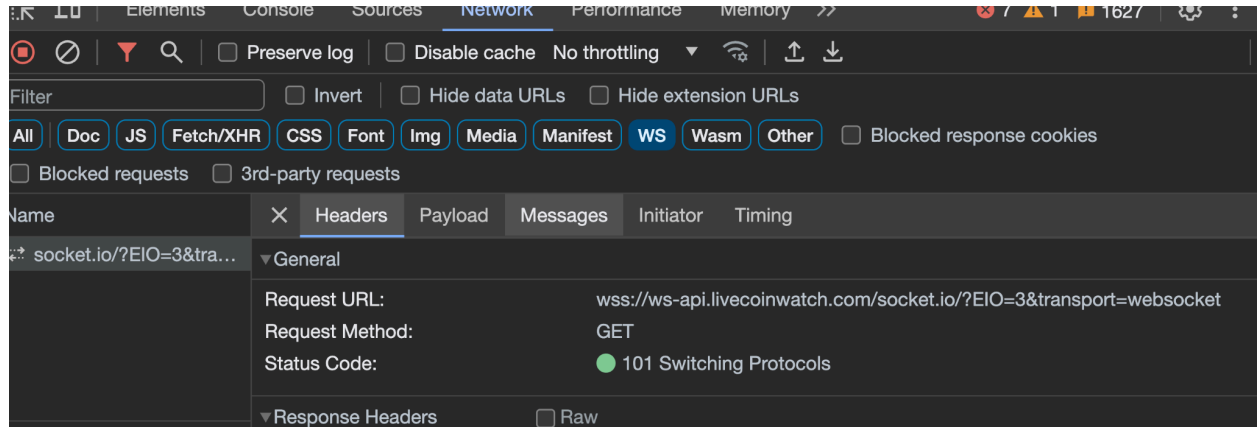 Elements Console Sources Network Performance Memory 7 1 1627
Preserve log Disable cache No throttling
Filter Invert Hide data URLs Hide extension URLs
All Doc JS Fetch/XHR CSS Font Img Media Manifest WS Wasm Other Blocked response cookies
Blocked requests 3rd-party requests
Name Headers Payload Messages Initiator Timing
socket.io/?EIO=3&tra...
General
Request URL: wss://ws-api.livecoinwatch.com/socket.io/?EIO=3&transport=websocket
Request Method: GET
Status Code: 101 Switching Protocols
Response Headers Raw